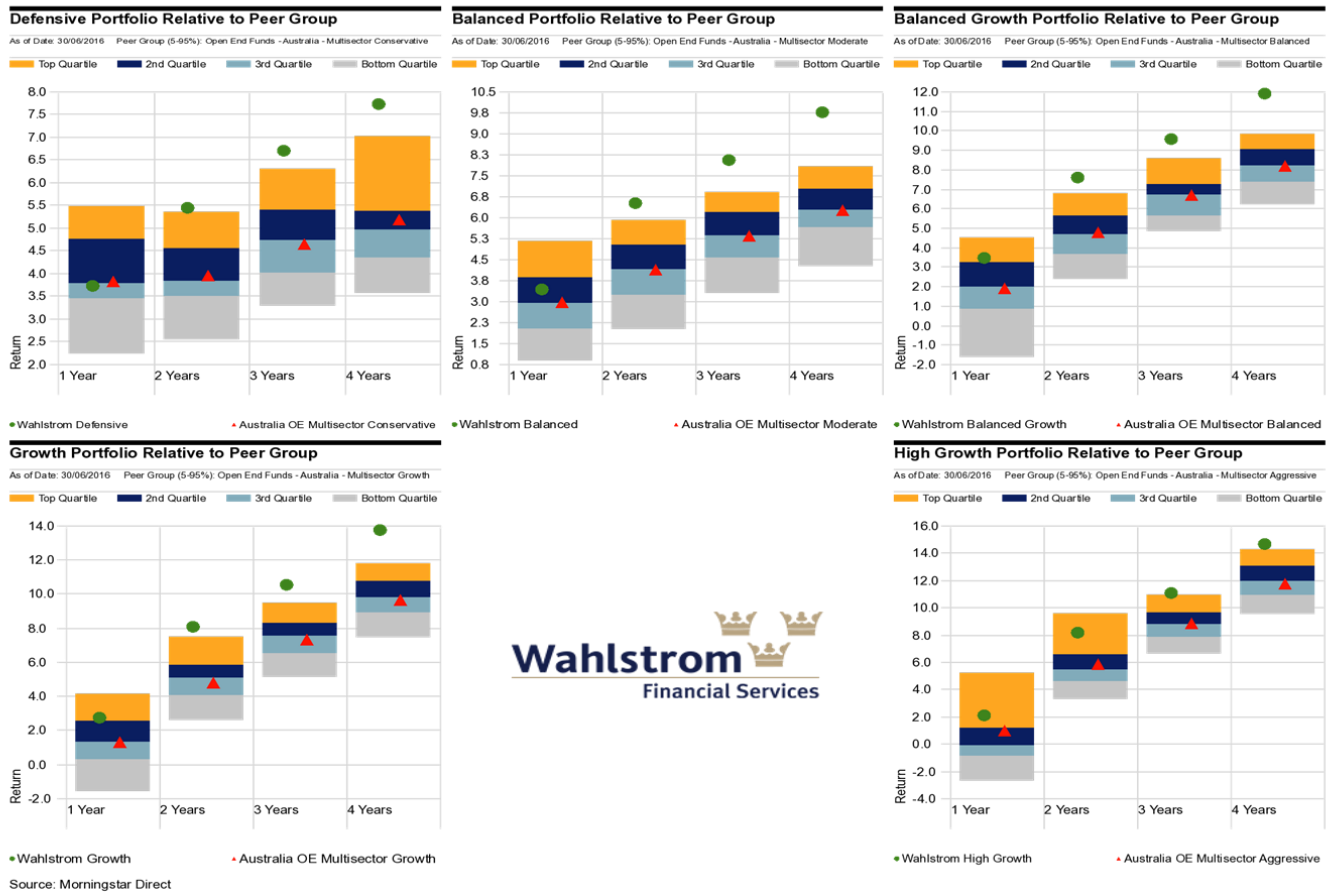 Defensive Portfolio Relative to Peer Group
As of Date: 30/06/2016 Peer Group (5-95%): Open End Funds - Australia - Multisector Conservative
Top Quartile 2nd Quartile 3rd Quartile Bottom Quartile
8.0
7.5
7.0
6.5
6.0
5.5
5.0
4.5
4.0
3.5
3.0
2.5
2.0
Return
1 Year 2 Years 3 Years 4 Years
Wahlstrom Defensive Australia OE Multisector Conservative
Balanced Portfolio Relative to Peer Group
As of Date: 30/06/2016 Peer Group (5-95%): Open End Funds - Australia - Multisector Moderate
Top Quartile 2nd Quartile 3rd Quartile Bottom Quartile
10.5
9.8
9.0
8.3
7.5
6.8
6.0
5.3
4.5
3.8
3.0
2.3
1.5
0.8
Return
1 Year 2 Years 3 Years 4 Years
Wahlstrom Balanced Australia OE Multisector Moderate
Balanced Growth Portfolio Relative to Peer Group
As of Date: 30/06/2016 Peer Group (5-95%): Open End Funds - Australia - Multisector Balanced
Top Quartile 2nd Quartile 3rd Quartile Bottom Quartile
12.0
11.0
10.0
9.0
8.0
7.0
6.0
5.0
4.0
3.0
2.0
1.0
0.0
-1.0
-2.0
Return
1 Year 2 Years 3 Years 4 Years
Wahlstrom Balanced Growth Australia OE Multisector Balanced
Growth Portfolio Relative to Peer Group
As of Date: 30/06/2016 Peer Group (5-95%): Open End Funds - Australia - Multisector Growth
Top Quartile 2nd Quartile 3rd Quartile Bottom Quartile
14.0
12.0
10.0
8.0
6.0
4.0
2.0
0.0
-2.0
Return
1 Year 2 Years 3 Years 4 Years
Wahlstrom Growth Australia OE Multisector Growth
Wahlstrom
Financial Services
High Growth Portfolio Relative to Peer Group
As of Date: 30/06/2016 Peer Group (5-95%): Open End Funds - Australia - Multisector Aggressive
Top Quartile 2nd Quartile 3rd Quartile Bottom Quartile
16.0
14.0
12.0
10.0
8.0
6.0
4.0
2.0
0.0
-2.0
-4.0
Return
1 Year 2 Years 3 Years 4 Years
Wahlstrom High Growth Australia OE Multisector Aggressive
Source: Morningstar Direct